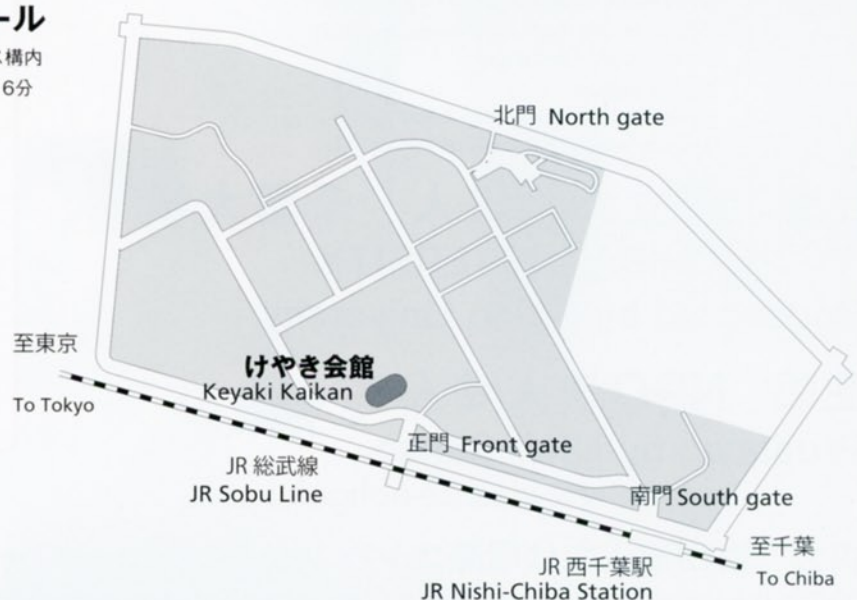 ール
構内
6分
北門 North gate
至東京
To Tokyo
けやき会館
Keyaki Kaikan
正門 Front gate
JR 総武線
JR Sobu Line
南門 South gate
至千葉
To Chiba
JR 西千葉駅
JR Nishi-Chiba Station